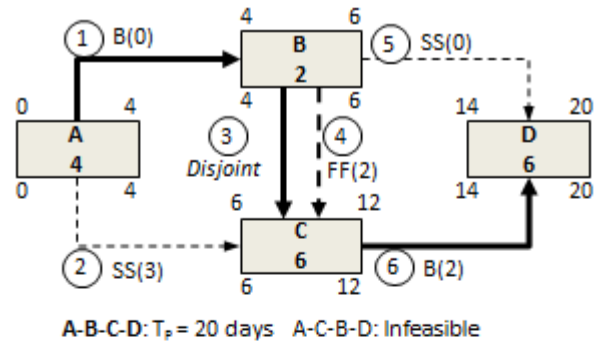 4 6
1 B(0) B 5 SS(0)
2
0 4 4 6 14 20
A 3 4 D
4 Disjoint FF(2) 6
0 4 6 12 14 20
C
2 SS(3) 6 6 B(2)
6 12
A-B-C-D: Tₚ = 20 days A-C-B-D: Infeasible